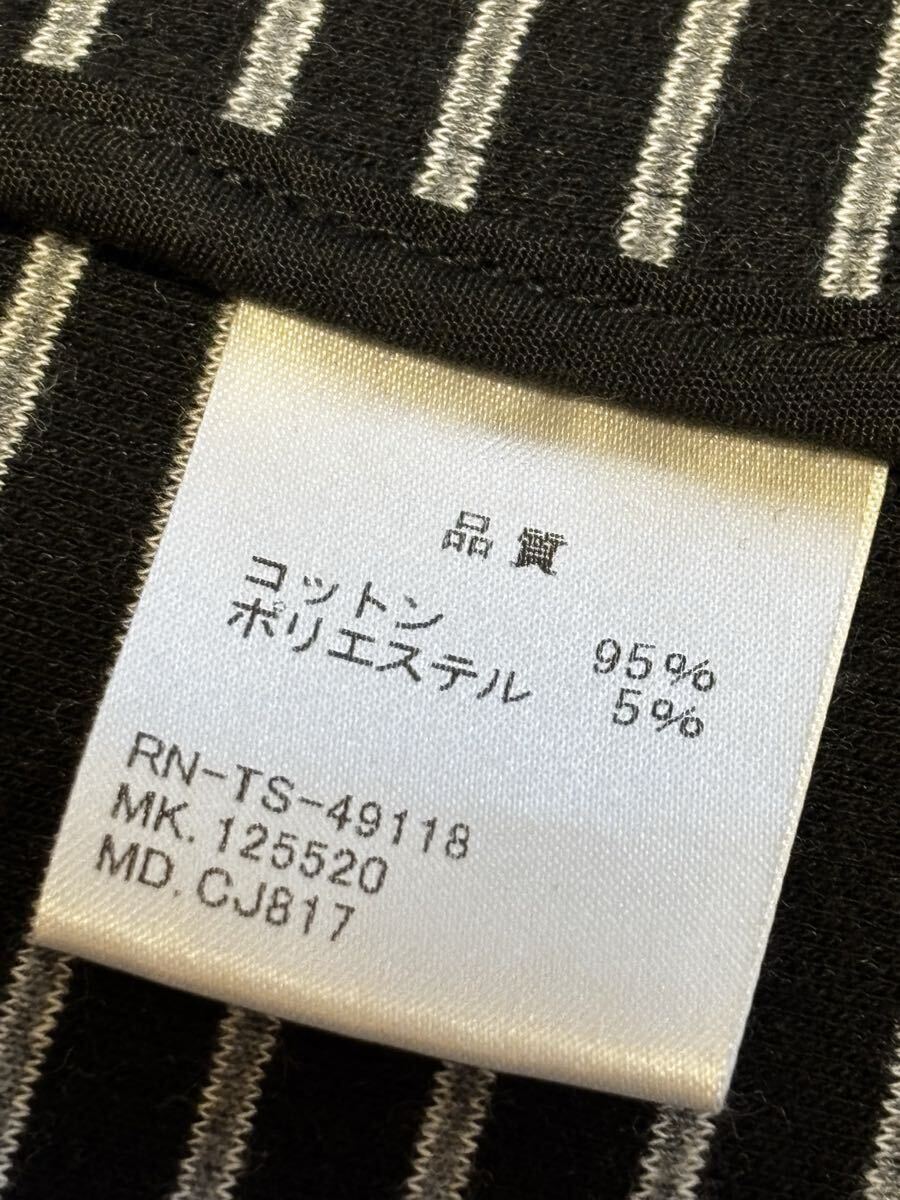 品質
コットン 95%
ポリエステル 5%
RN-TS-49118
MK.125520
MD.CJ817